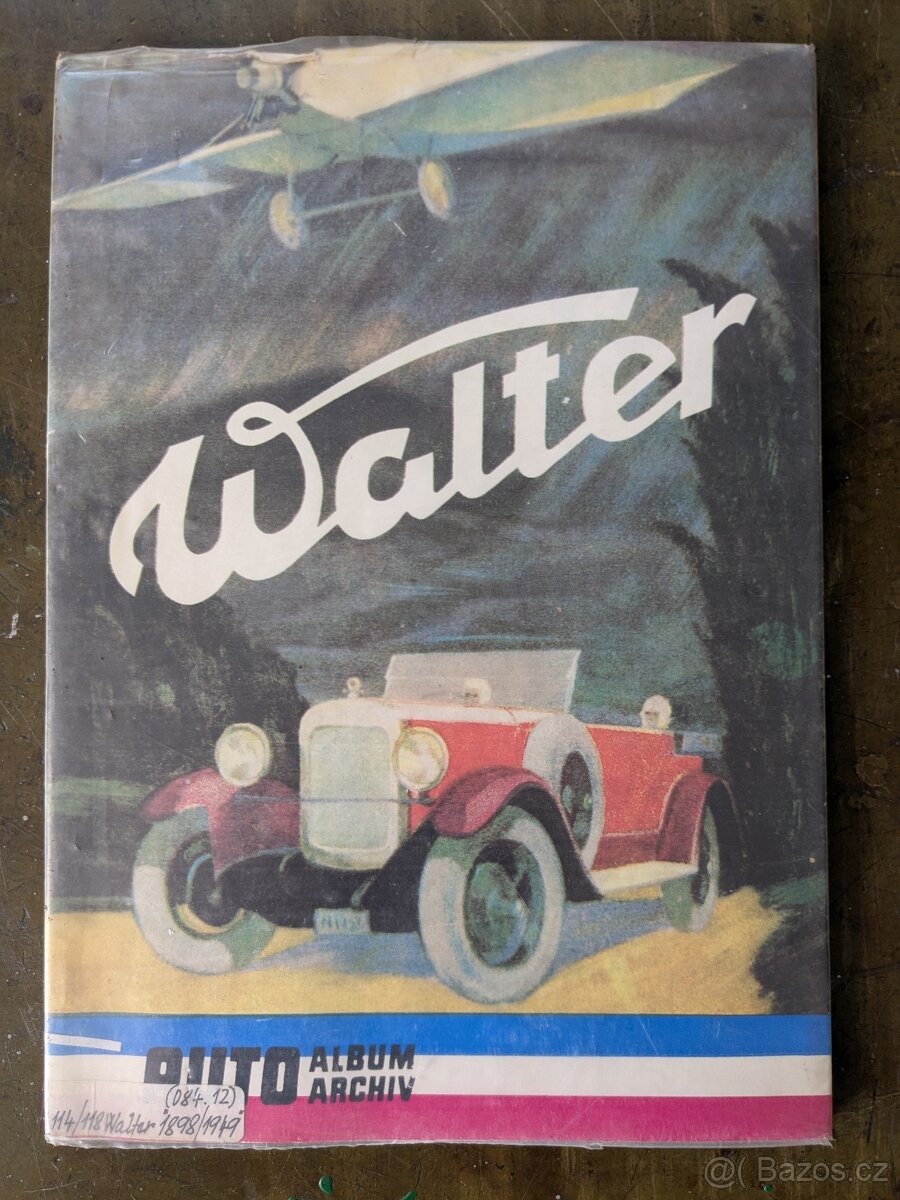 Walter
AUTO ALBUM
ARCHIV
(084.12)
114/118 Walter "1898/1949"
@( Bazos.cz